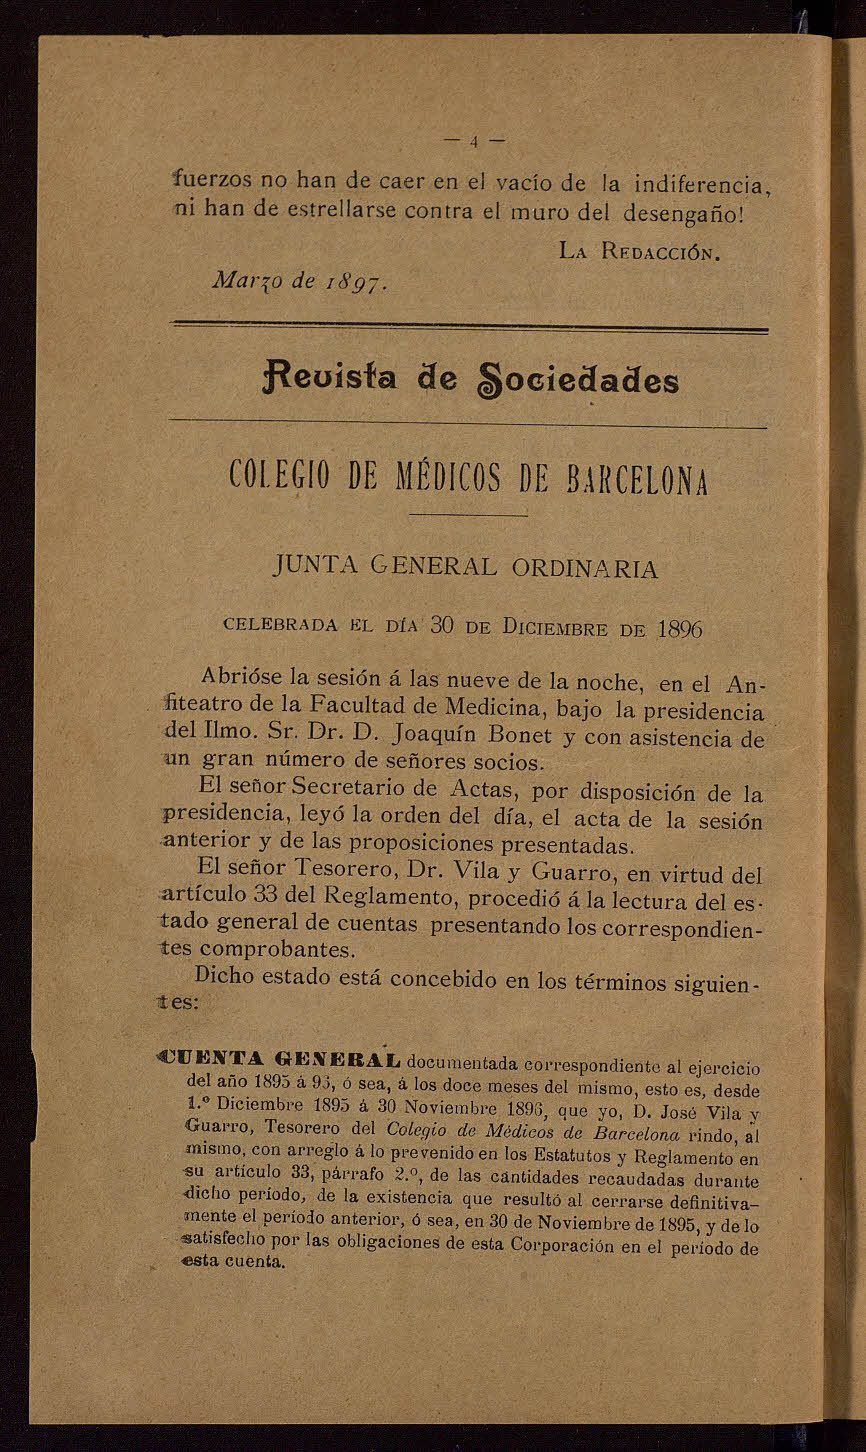 — 4 —
fuerzos no han de caer en el vacío de la indiferencia,
ni han de estrellarse contra el muro del desengaño!
LA REDACCIÓN.
Marzo de 1897.
Revista de Sociedades
COLEGIO DE MÉDICOS DE BARCELONA
JUNTA GENERAL ORDINARIA
CELEBRADA EL DÍA 30 DE DICIEMBRE DE 1896
Abrióse la sesión á las nueve de la noche, en el An-
fiteatro de la Facultad de Medicina, bajo la presidencia
del Ilmo. Sr. Dr. D. Joaquín Bonet y con asistencia de
un gran número de señores socios.
El señor Secretario de Actas, por disposición de la
presidencia, leyó la orden del día, el acta de la sesión
anterior y de las proposiciones presentadas.
El señor Tesorero, Dr. Vila y Guarro, en virtud del
artículo 33 del Reglamento, procedió á la lectura del es-
tado general de cuentas presentando los correspondien-
tes comprobantes.
Dicho estado está concebido en los términos siguien-
tes:
CUENTA GENERAL documentada correspondiente al ejercicio
del año 1895 á 96, ó sea, á los doce meses del mismo, esto es, desde
1.º Diciembre 1895 á 30 Noviembre 1896, que yo, D. José Vila y
Guarro, Tesorero del Colegio de Médicos de Barcelona rindo, al
mismo, con arreglo á lo prevenido en los Estatutos y Reglamento en
su artículo 33, párrafo 2.º, de las cantidades recaudadas durante
dicho período, de la existencia que resultó al cerrarse definitiva-
mente el período anterior, ó sea, en 30 de Noviembre de 1895, y de lo
satisfecho por las obligaciones de esta Corporación en el período de
esta cuenta.